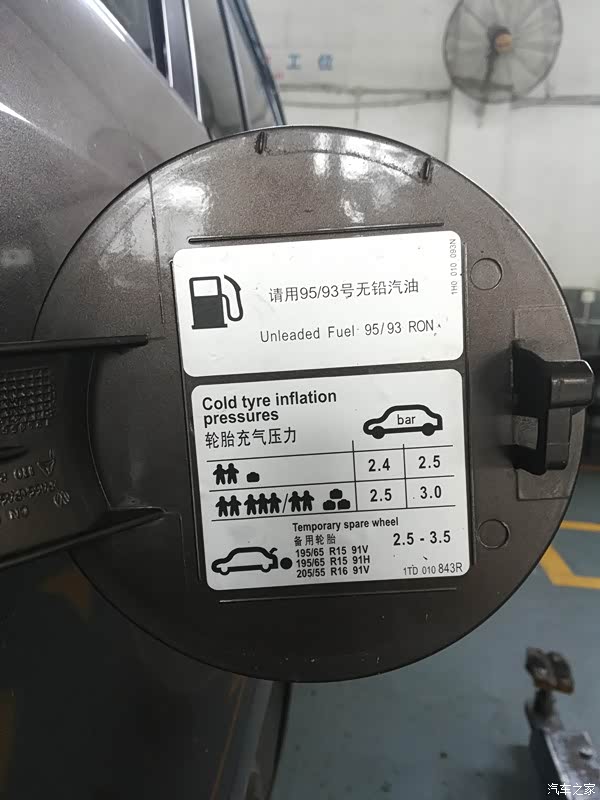 工位
请用95/93号无铅汽油
Unleaded Fuel 95/93 RON
1H0 010 093N
Cold tyre inflation
pressures
轮胎充气压力
bar
2.4 2.5
/ 2.5 3.0
Temporary spare wheel
备用轮胎
2.5 - 3.5
195/65 R15 91V
195/65 R15 91H
205/55 R16 91V
1TD 010 843R
汽车之家